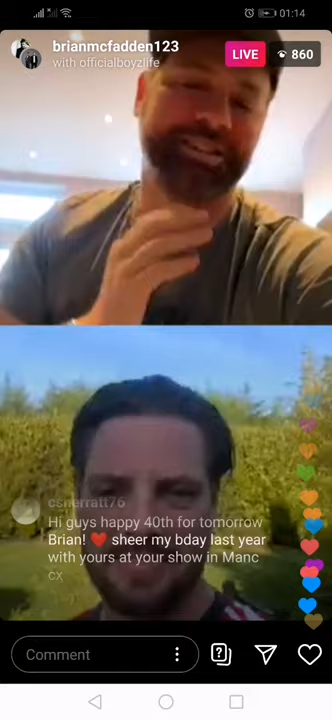 01:14
brianmcfadden123
with officialboyzlife
LIVE
860
csherratt76
Hi guys happy 40th for tomorrow
Brian! ❤️ sheer my bday last year
with yours at your show in Manc
cx
Comment